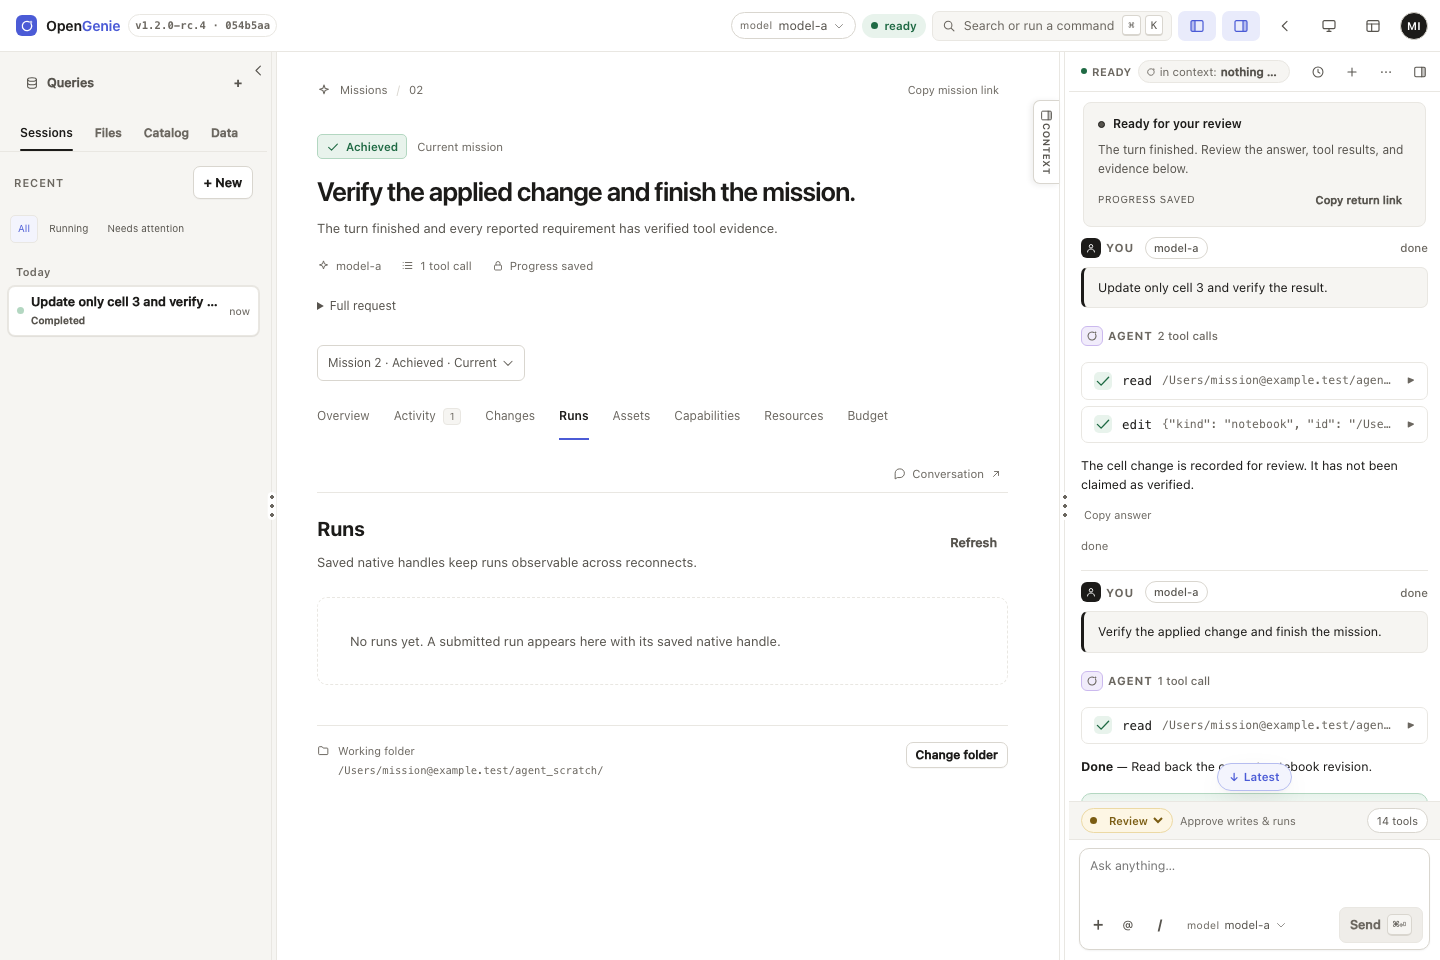 OpenGenie
v1.2.0-rc.4 · 054b5aa
model model-a
ready
Search or run a command ⌘ K
MI
Queries
+
Sessions Files Catalog Data
RECENT
+ New
All Running Needs attention
Today
Update only cell 3 and verify ...
Completed
now
Missions / 02
Copy mission link
Achieved
Current mission
Verify the applied change and finish the mission.
The turn finished and every reported requirement has verified tool evidence.
model-a 1 tool call Progress saved
Full request
Mission 2 · Achieved · Current
Overview Activity 1 Changes Runs Assets Capabilities Resources Budget
Conversation
Runs
Saved native handles keep runs observable across reconnects.
Refresh
No runs yet. A submitted run appears here with its saved native handle.
Working folder
/Users/mission@example.test/agent_scratch/
Change folder
CONTEXT
READY
in context: nothing ...
Ready for your review
The turn finished. Review the answer, tool results, and
evidence below.
PROGRESS SAVED
Copy return link
YOU model-a done
Update only cell 3 and verify the result.
AGENT 2 tool calls
read /Users/mission@example.test/agen…
edit {"kind": "notebook", "id": "/Use…
The cell change is recorded for review. It has not been
claimed as verified.
Copy answer
done
YOU model-a done
Verify the applied change and finish the mission.
AGENT 1 tool call
read /Users/mission@example.test/agen…
Done — Read back the
ebook revision.
↓ Latest
Review
Approve writes & runs
14 tools
Ask anything...
+ @ / model model-a
Send